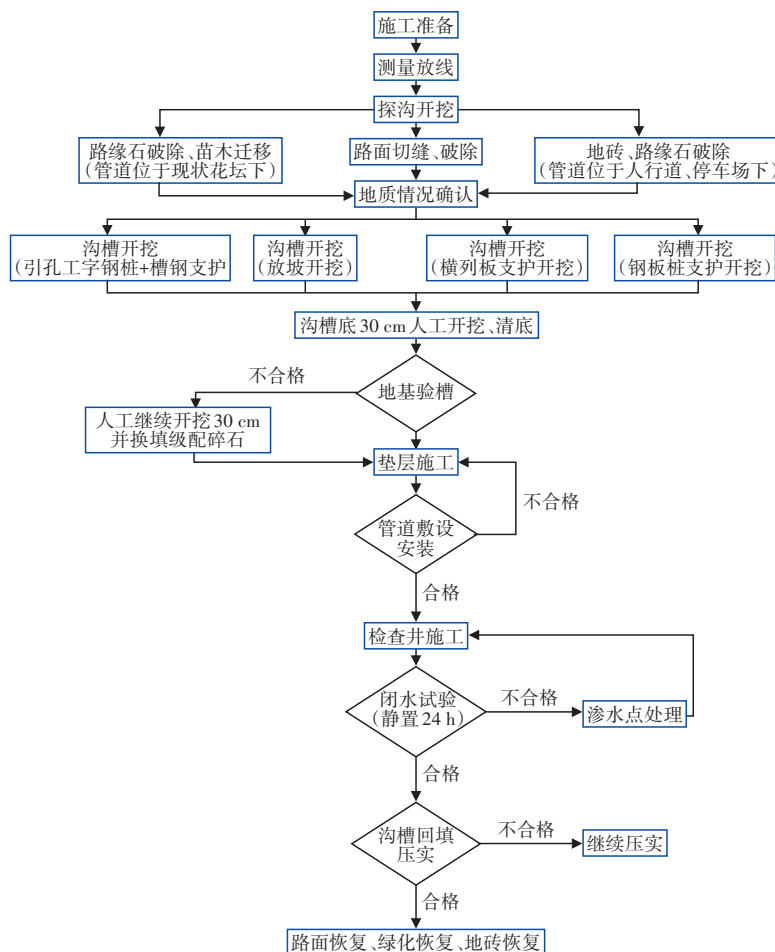 施工准备
测量放线
探沟开挖
路缘石破除、苗木迁移
(管道位于现状花坛下)
路面切缝、破除
地砖、路缘石破除
(管道位于人行道、停车场下)
地质情况确认
沟槽开挖
(引孔工字钢桩+槽钢支护
沟槽开挖
(放坡开挖)
沟槽开挖
(横列板支护开挖)
沟槽开挖
(钢板桩支护开挖)
沟槽底30 cm人工开挖、清底
不合格
地基验槽
人工继续开挖30 cm
并换填级配碎石
垫层施工
不合格
管道敷设
安装
合格
检查井施工
闭水试验
(静置24 h)
不合格
渗水点处理
合格
沟槽回填
压实
不合格
继续压实
合格
路面恢复、绿化恢复、地砖恢复